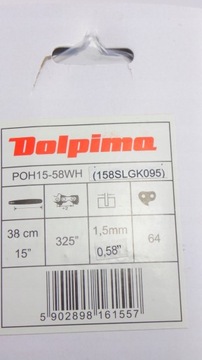 Dolpima
POH15-58WH (158SLGK095)
38 cm 325" 1,5mm 64
15" 0,58"
5 902898 161557